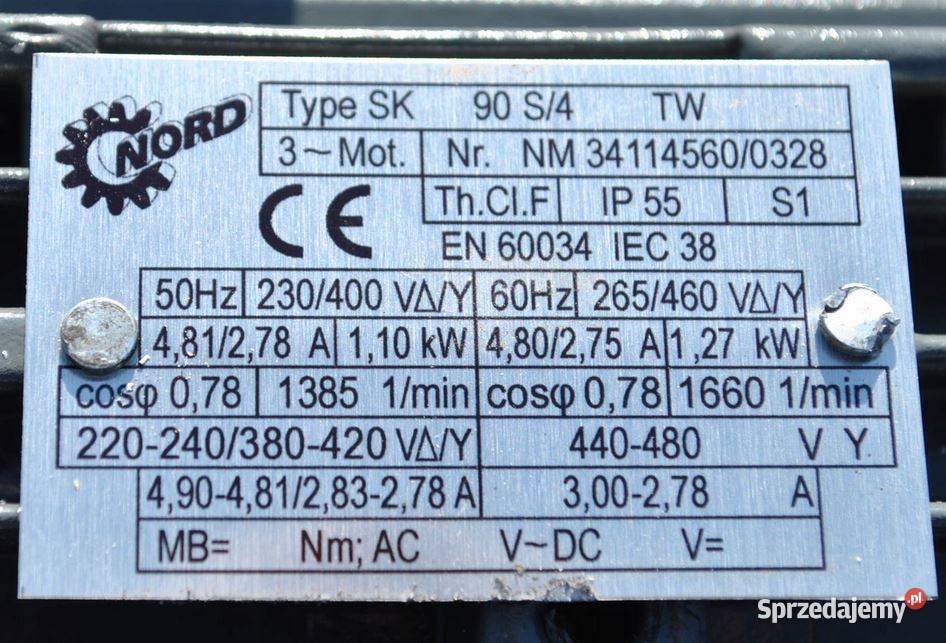 NORD
Type SK 90 S/4 TW
3~Mot. Nr. NM 34114560/0328
Th.Cl.F IP 55 S1
CE
EN 60034 IEC 38
50Hz 230/400 VΔ/Y 60Hz 265/460 VΔ/Y
4,81/2,78 A 1,10 kW 4,80/2,75 A 1,27 kW
cosφ 0,78 1385 1/min cosφ 0,78 1660 1/min
220-240/380-420 VΔ/Y 440-480 V Y
4,90-4,81/2,83-2,78 A 3,00-2,78 A
MB= Nm; AC V~DC V=
Sprzedajemy.pl